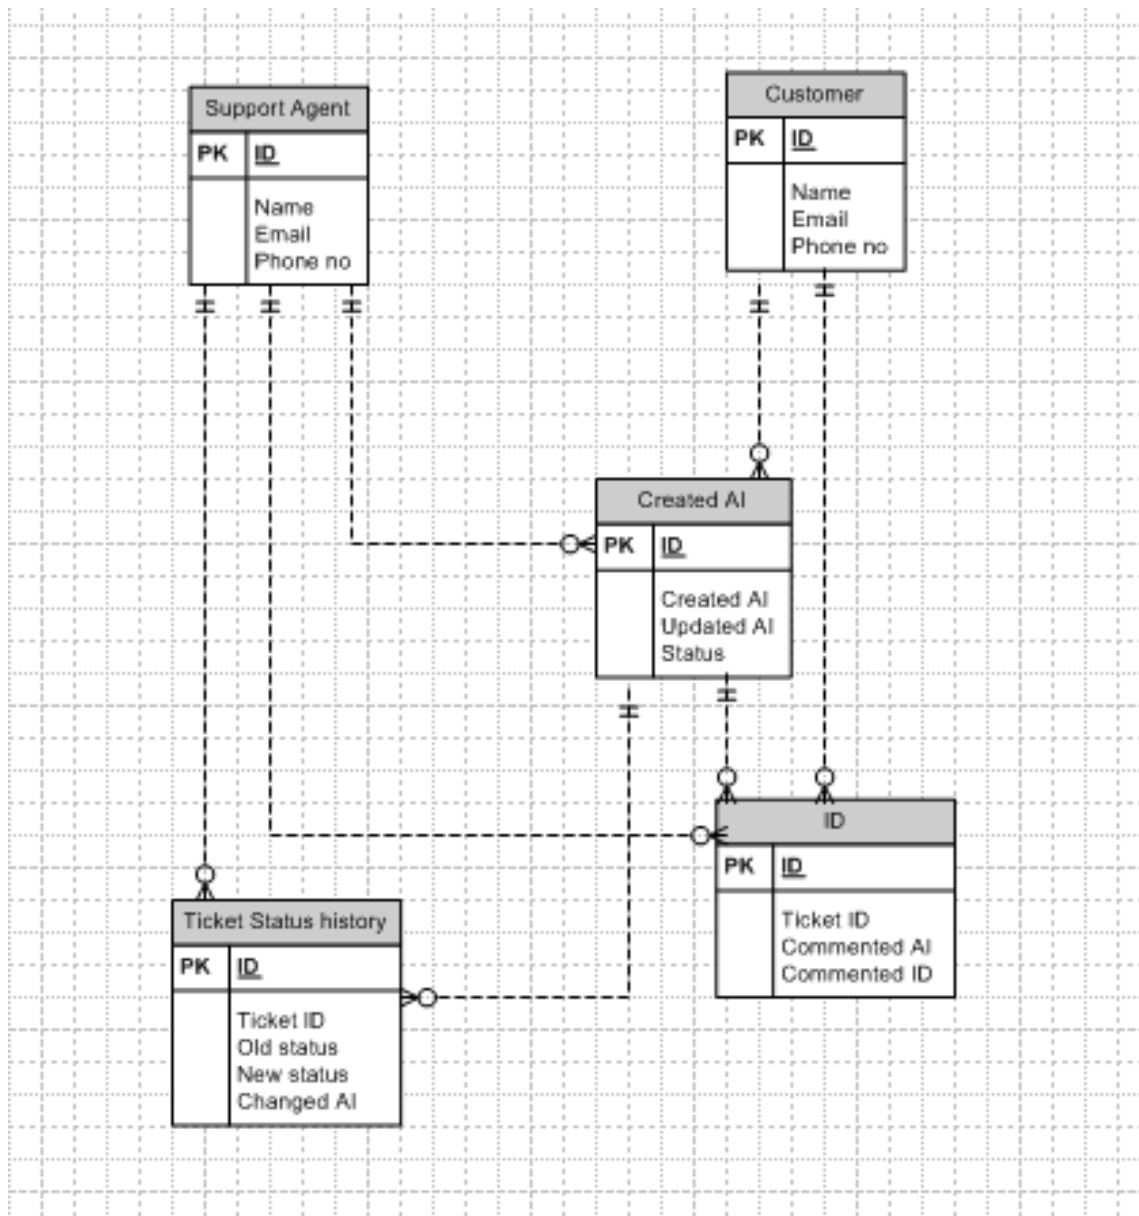 Support Agent
PK ID
Name
Email
Phone no
Customer
PK ID
Name
Email
Phone no
Created AI
PK ID
Created AI
Updated AI
Status
ID
PK ID
Ticket ID
Commented AI
Commented ID
Ticket Status history
PK ID
Ticket ID
Old status
New status
Changed AI